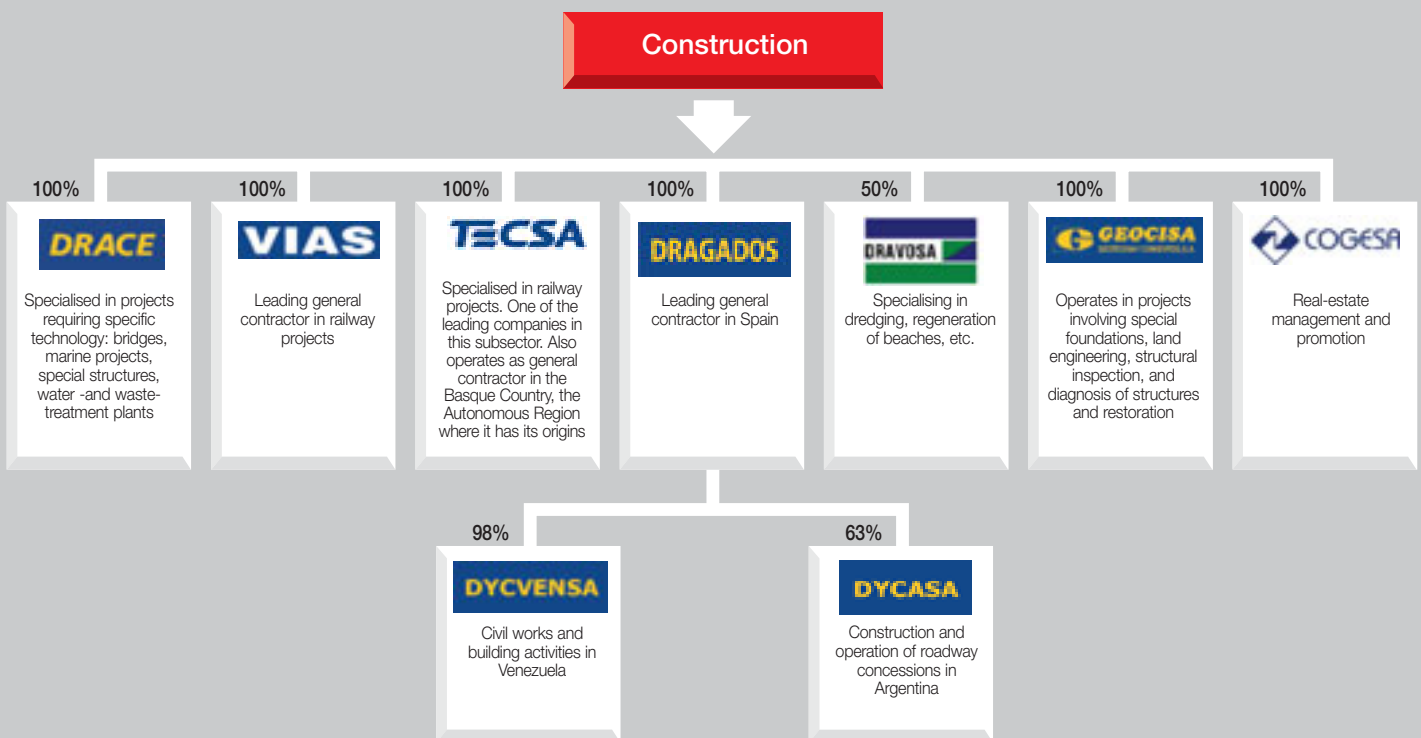 Construction
100%
100%
100%
100%
50%
100%
100%
DRACE
Specialised in projects
requiring specific
technology: bridges,
marine projects,
special structures,
water -and waste-
treatment plants
VIAS
Leading general
contractor in railway
projects
TECSA
Specialised in railway
projects. One of the
leading companies in
this subsector. Also
operates as general
contractor in the
Basque Country, the
Autonomous Region
where it has its origins
DRAGADOS
Leading general
contractor in Spain
DRAVOSA
Specialising in
dredging, regeneration
of beaches, etc.
GEOCISA
Operates in projects
involving special
foundations, land
engineering, structural
inspection, and
diagnosis of structures
and restoration
COGESA
Real-estate
management and
promotion
98%
63%
DYCVENSA
Civil works and
building activities in
Venezuela
DYCASA
Construction and
operation of roadway
concessions in
Argentina